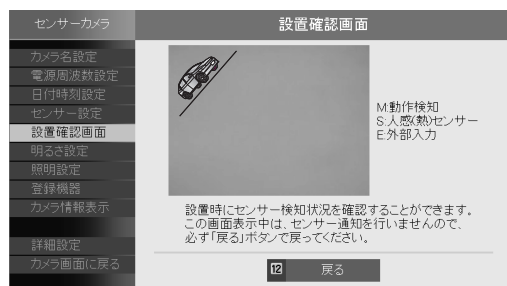 センサーカメラ
設置確認画面
カメラ名設定
電源周波数設定
日付時刻設定
センサー設定
設置確認画面
明るさ設定
照明設定
登録機器
カメラ情報表示
詳細設定
カメラ画面に戻る
M:動作検知
S:人感(熱)センサー
E:外部入力
設置時にセンサー検知状況を確認することができます。
この画面表示中は、センサー通知を行いませんので、
必ず「戻る」ボタンで戻ってください。
12 戻る